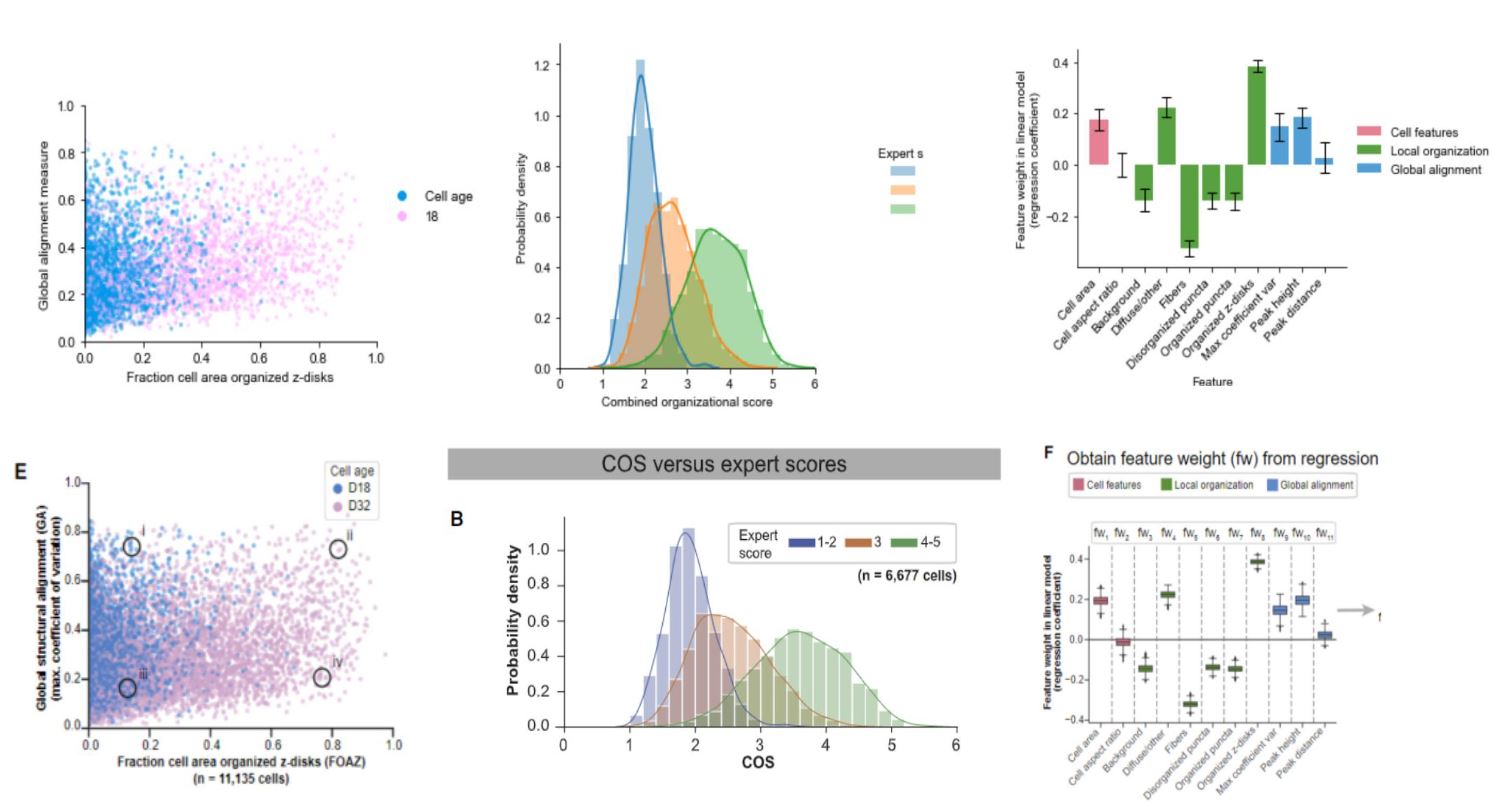 1.0
0.8
0.6
0.4
0.2
0.0
Global alignment measure
0.0 0.2 0.4 0.6 0.8 1.0
Fraction cell area organized z-disks
Cell age
18
1.2
1.0
0.8
0.6
0.4
0.2
0.0
Probability density
0 1 2 3 4 5 6
Combined organizational score
Expert s
0.4
0.2
0.0
−0.2
Feature weight in linear model
(regression coefficient)
Cell area
Cell aspect ratio
Background
Diffuse/other
Fibers
Disorganized puncta
Organized puncta
Organized z-disks
Max coefficient var
Peak height
Peak distance
Feature
Cell features
Local organization
Global alignment
E
Cell age
D18
D32
1.0
0.8
0.6
0.4
0.2
0.0
Global structural alignment (GA)
(max. coefficient of variation)
i
ii
iii
iv
0.0 0.2 0.4 0.6 0.8 1.0
Fraction cell area organized z-disks (FOAZ)
(n = 11,135 cells)
COS versus expert scores
B
Expert
score
1-2 3 4-5
(n = 6,677 cells)
1.0
0.8
0.6
0.4
0.2
0.0
Probability density
0 1 2 3 4 5 6
COS
F
Obtain feature weight (fw) from regression
Cell features Local organization Global alignment
fw1 fw2 fw3 fw4 fw5 fw6 fw7 fw8 fw9 fw10 fw11
0.4
0.2
0.0
−0.2
−0.4
Feature weight in linear model
(regression coefficient)
Cell area
Cell aspect ratio
Background
Diffuse/other
Fibers
Disorganized puncta
Organized puncta
Organized z-disks
Max coefficient var
Peak height
Peak distance